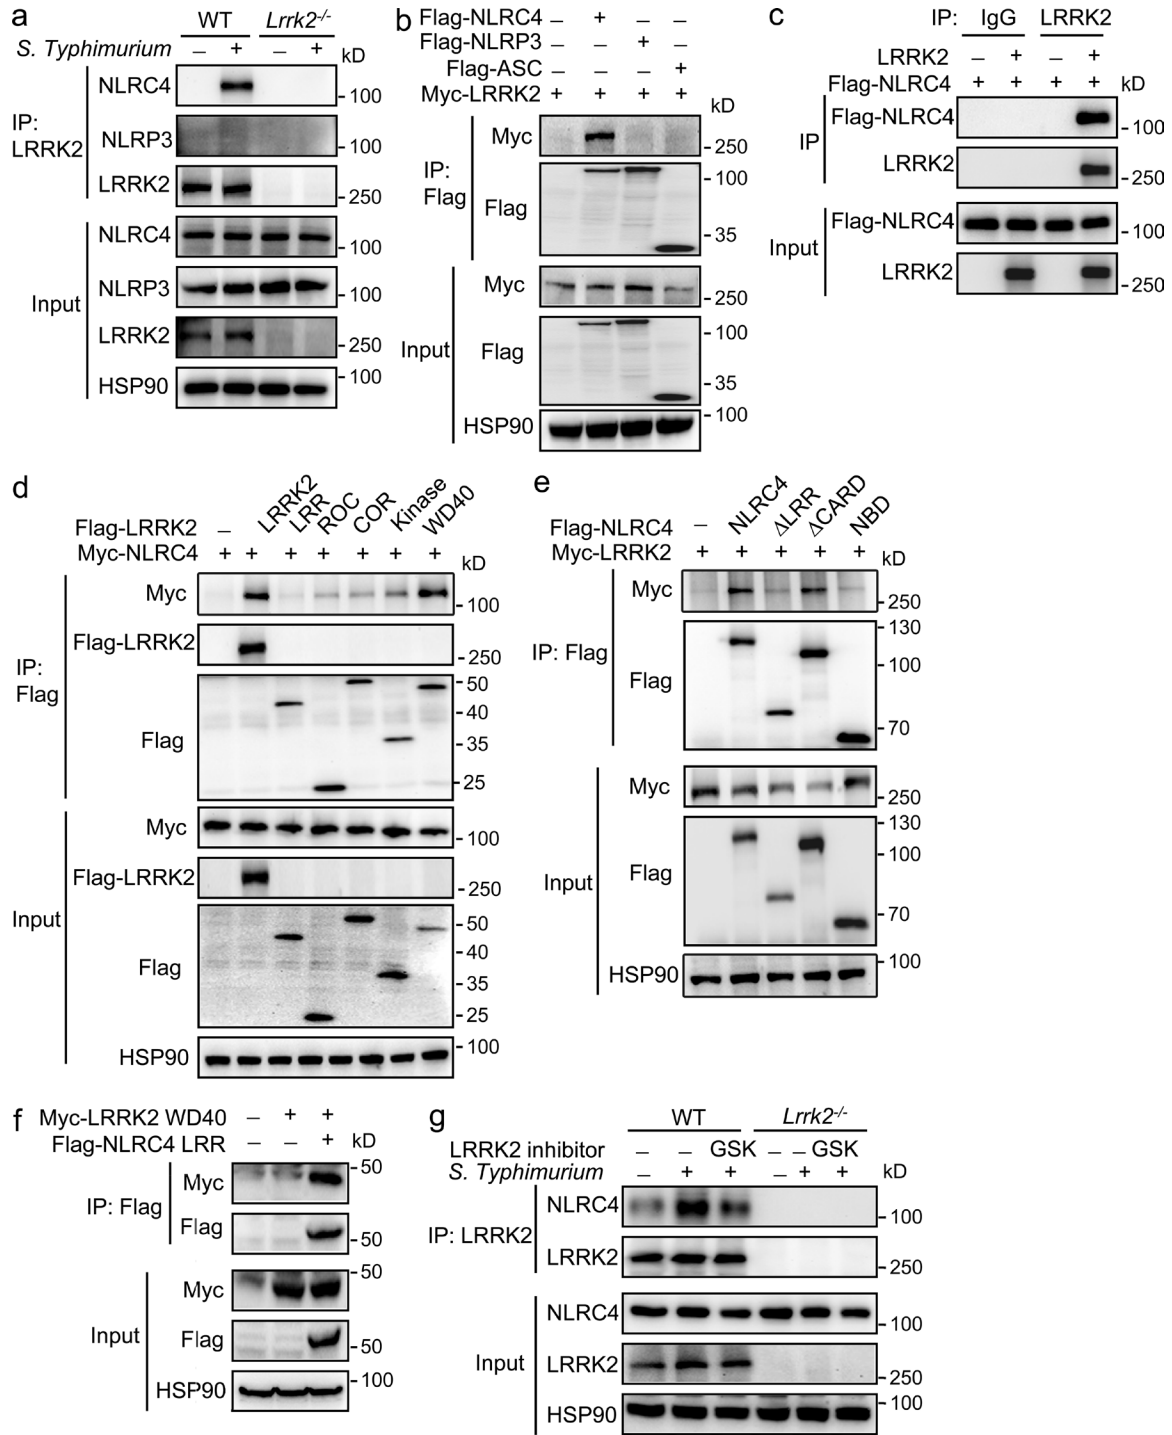 a
WT Lrrk2-/-
S. Typhimurium – + – + kD
IP: LRRK2
NLRC4 -100
NLRP3 -100
LRRK2 -250
Input
NLRC4 -100
NLRP3 -100
LRRK2 -250
HSP90 -100
b
Flag-NLRC4 – + – –
Flag-NLRP3 – – + –
Flag-ASC – – – +
Myc-LRRK2 + + + + kD
IP: Flag
Myc -250
Flag -100
-35
Input
Myc -250
Flag -100
-35
HSP90 -100
c
IP: IgG LRRK2
LRRK2 – + – +
Flag-NLRC4 + + + + kD
IP
Flag-NLRC4 -100
LRRK2 -250
Input
Flag-NLRC4 -100
LRRK2 -250
d
Flag-LRRK2 – LRRK2 LRR ROC COR Kinase WD40
Myc-NLRC4 + + + + + + + kD
IP: Flag
Myc -100
Flag-LRRK2 -250
Flag -50
-40
-35
-25
Input
Myc -100
Flag-LRRK2 -250
Flag -50
-40
-35
-25
HSP90 -100
e
Flag-NLRC4 – NLRC4 ΔLRR ΔCARD NBD
Myc-LRRK2 + + + + + kD
IP: Flag
Myc -250
Flag -130
-100
-70
Input
Myc -250
Flag -130
-100
-70
HSP90 -100
f
Myc-LRRK2 WD40 – + +
Flag-NLRC4 LRR – – + kD
IP: Flag
Myc -50
Flag -50
Input
Myc -50
Flag -50
HSP90 -100
g
WT Lrrk2-/-
LRRK2 inhibitor – – GSK – – GSK
S. Typhimurium – + + – + + kD
IP: LRRK2
NLRC4 -100
LRRK2 -250
Input
NLRC4 -100
LRRK2 -250
HSP90 -100